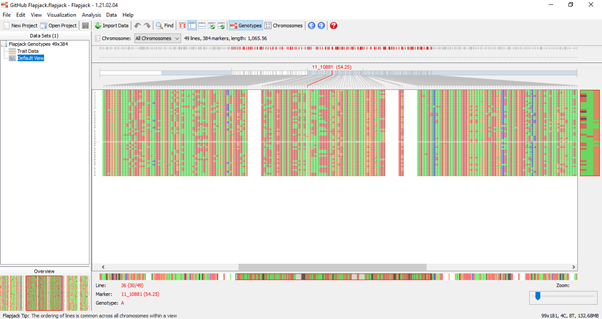 GitHub Flapjack.flapjack - Flapjack - 1.21.02.04
File Edit View Visualization Analysis Data Help
New Project Open Project Import Data Find Genotypes Chromosomes
Data Sets (1)
Chromosome: All Chromosomes 49 lines, 384 markers, length: 1,065.56
Flapjack Genotypes 49x384
Trait Data
Default View
11_10881 (54.25)
Overview
Line: 36 (30/49)
Marker: 11_10881 (54.25)
Genotype: A
Zoom:
Flapjack Tip: The ordering of lines is common across all chromosomes within a view
99x181, 4C, 8T, 132.68MB